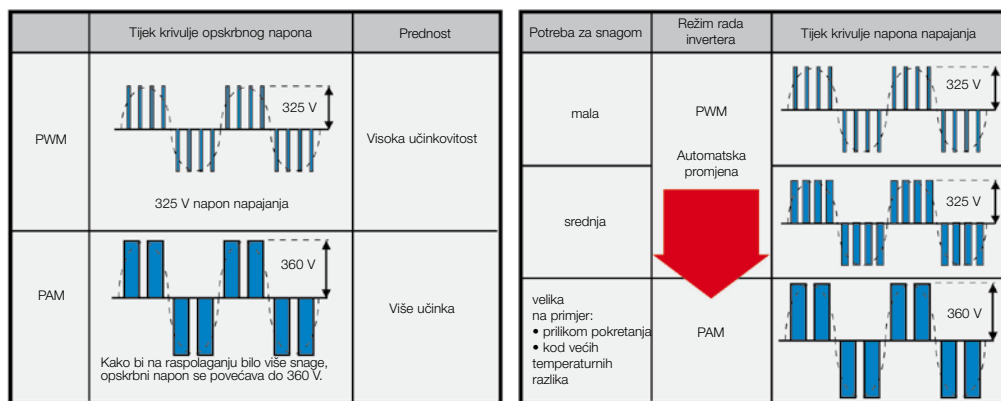 Tijek krivulje opskrbnog napona
Prednost
PWM
325 V
325 V napon napajanja
Visoka učinkovitost
PAM
360 V
Kako bi na raspolaganju bilo više snage,
opskrbni napon se povećava do 360 V.
Više učinka
Potreba za snagom
Režim rada
invertera
Tijek krivulje napona napajanja
mala
PWM
325 V
Automatska
promjena
srednja
325 V
velika
na primjer:
• prilikom pokretanja
• kod većih
temperaturnih
razlika
PAM
360 V